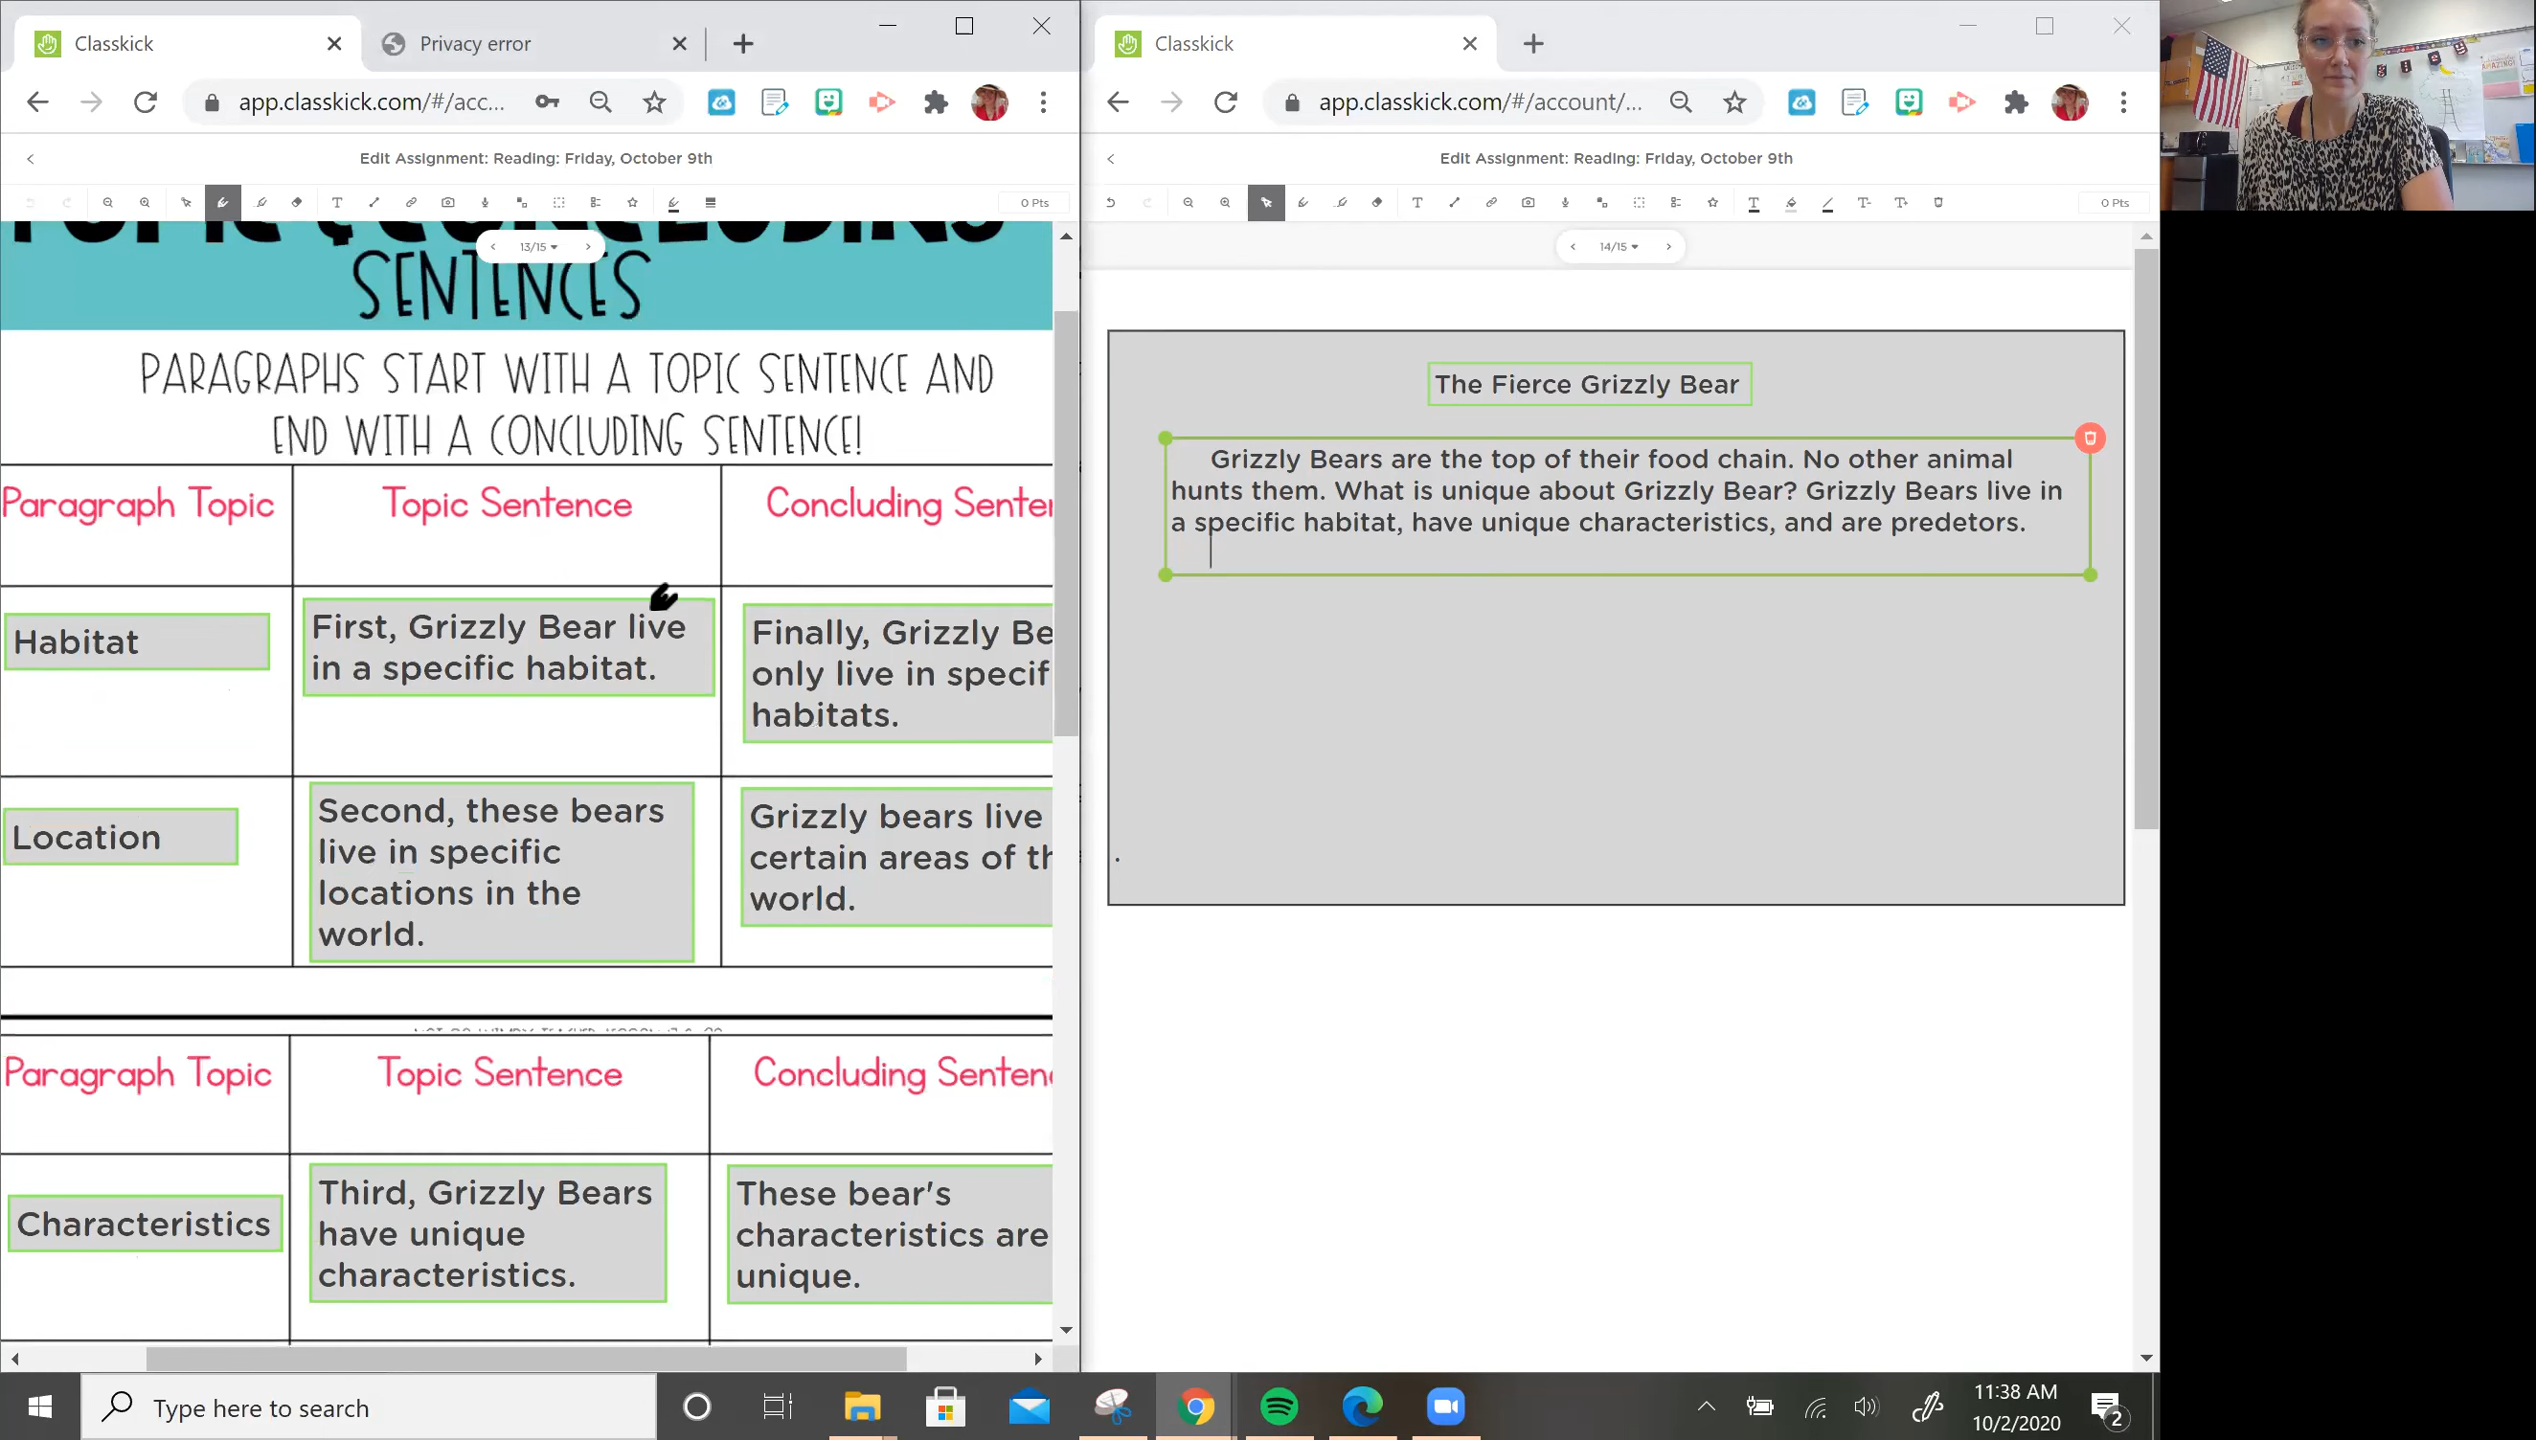 Classkick
Privacy error
app.classkick.com/#/acc...
Edit Assignment: Reading: Friday, October 9th
0 Pts
13/15
SENTENCES
PARAGRAPHS START WITH A TOPIC SENTENCE AND
END WITH A CONCLUDING SENTENCE!
Paragraph Topic
Topic Sentence
Concluding Senter
Habitat
First, Grizzly Bear live
in a specific habitat.
Finally, Grizzly Be
only live in specif
habitats.
Location
Second, these bears
live in specific
locations in the
world.
Grizzly bears live
certain areas of th
world.
Paragraph Topic
Topic Sentence
Concluding Senten
Characteristics
Third, Grizzly Bears
have unique
characteristics.
These bear's
characteristics are
unique.
Classkick
app.classkick.com/#/account/...
Edit Assignment: Reading: Friday, October 9th
0 Pts
14/15
The Fierce Grizzly Bear
Grizzly Bears are the top of their food chain. No other animal
hunts them. What is unique about Grizzly Bear? Grizzly Bears live in
a specific habitat, have unique characteristics, and are predetors.
.
Type here to search
11:38 AM
10/2/2020
2